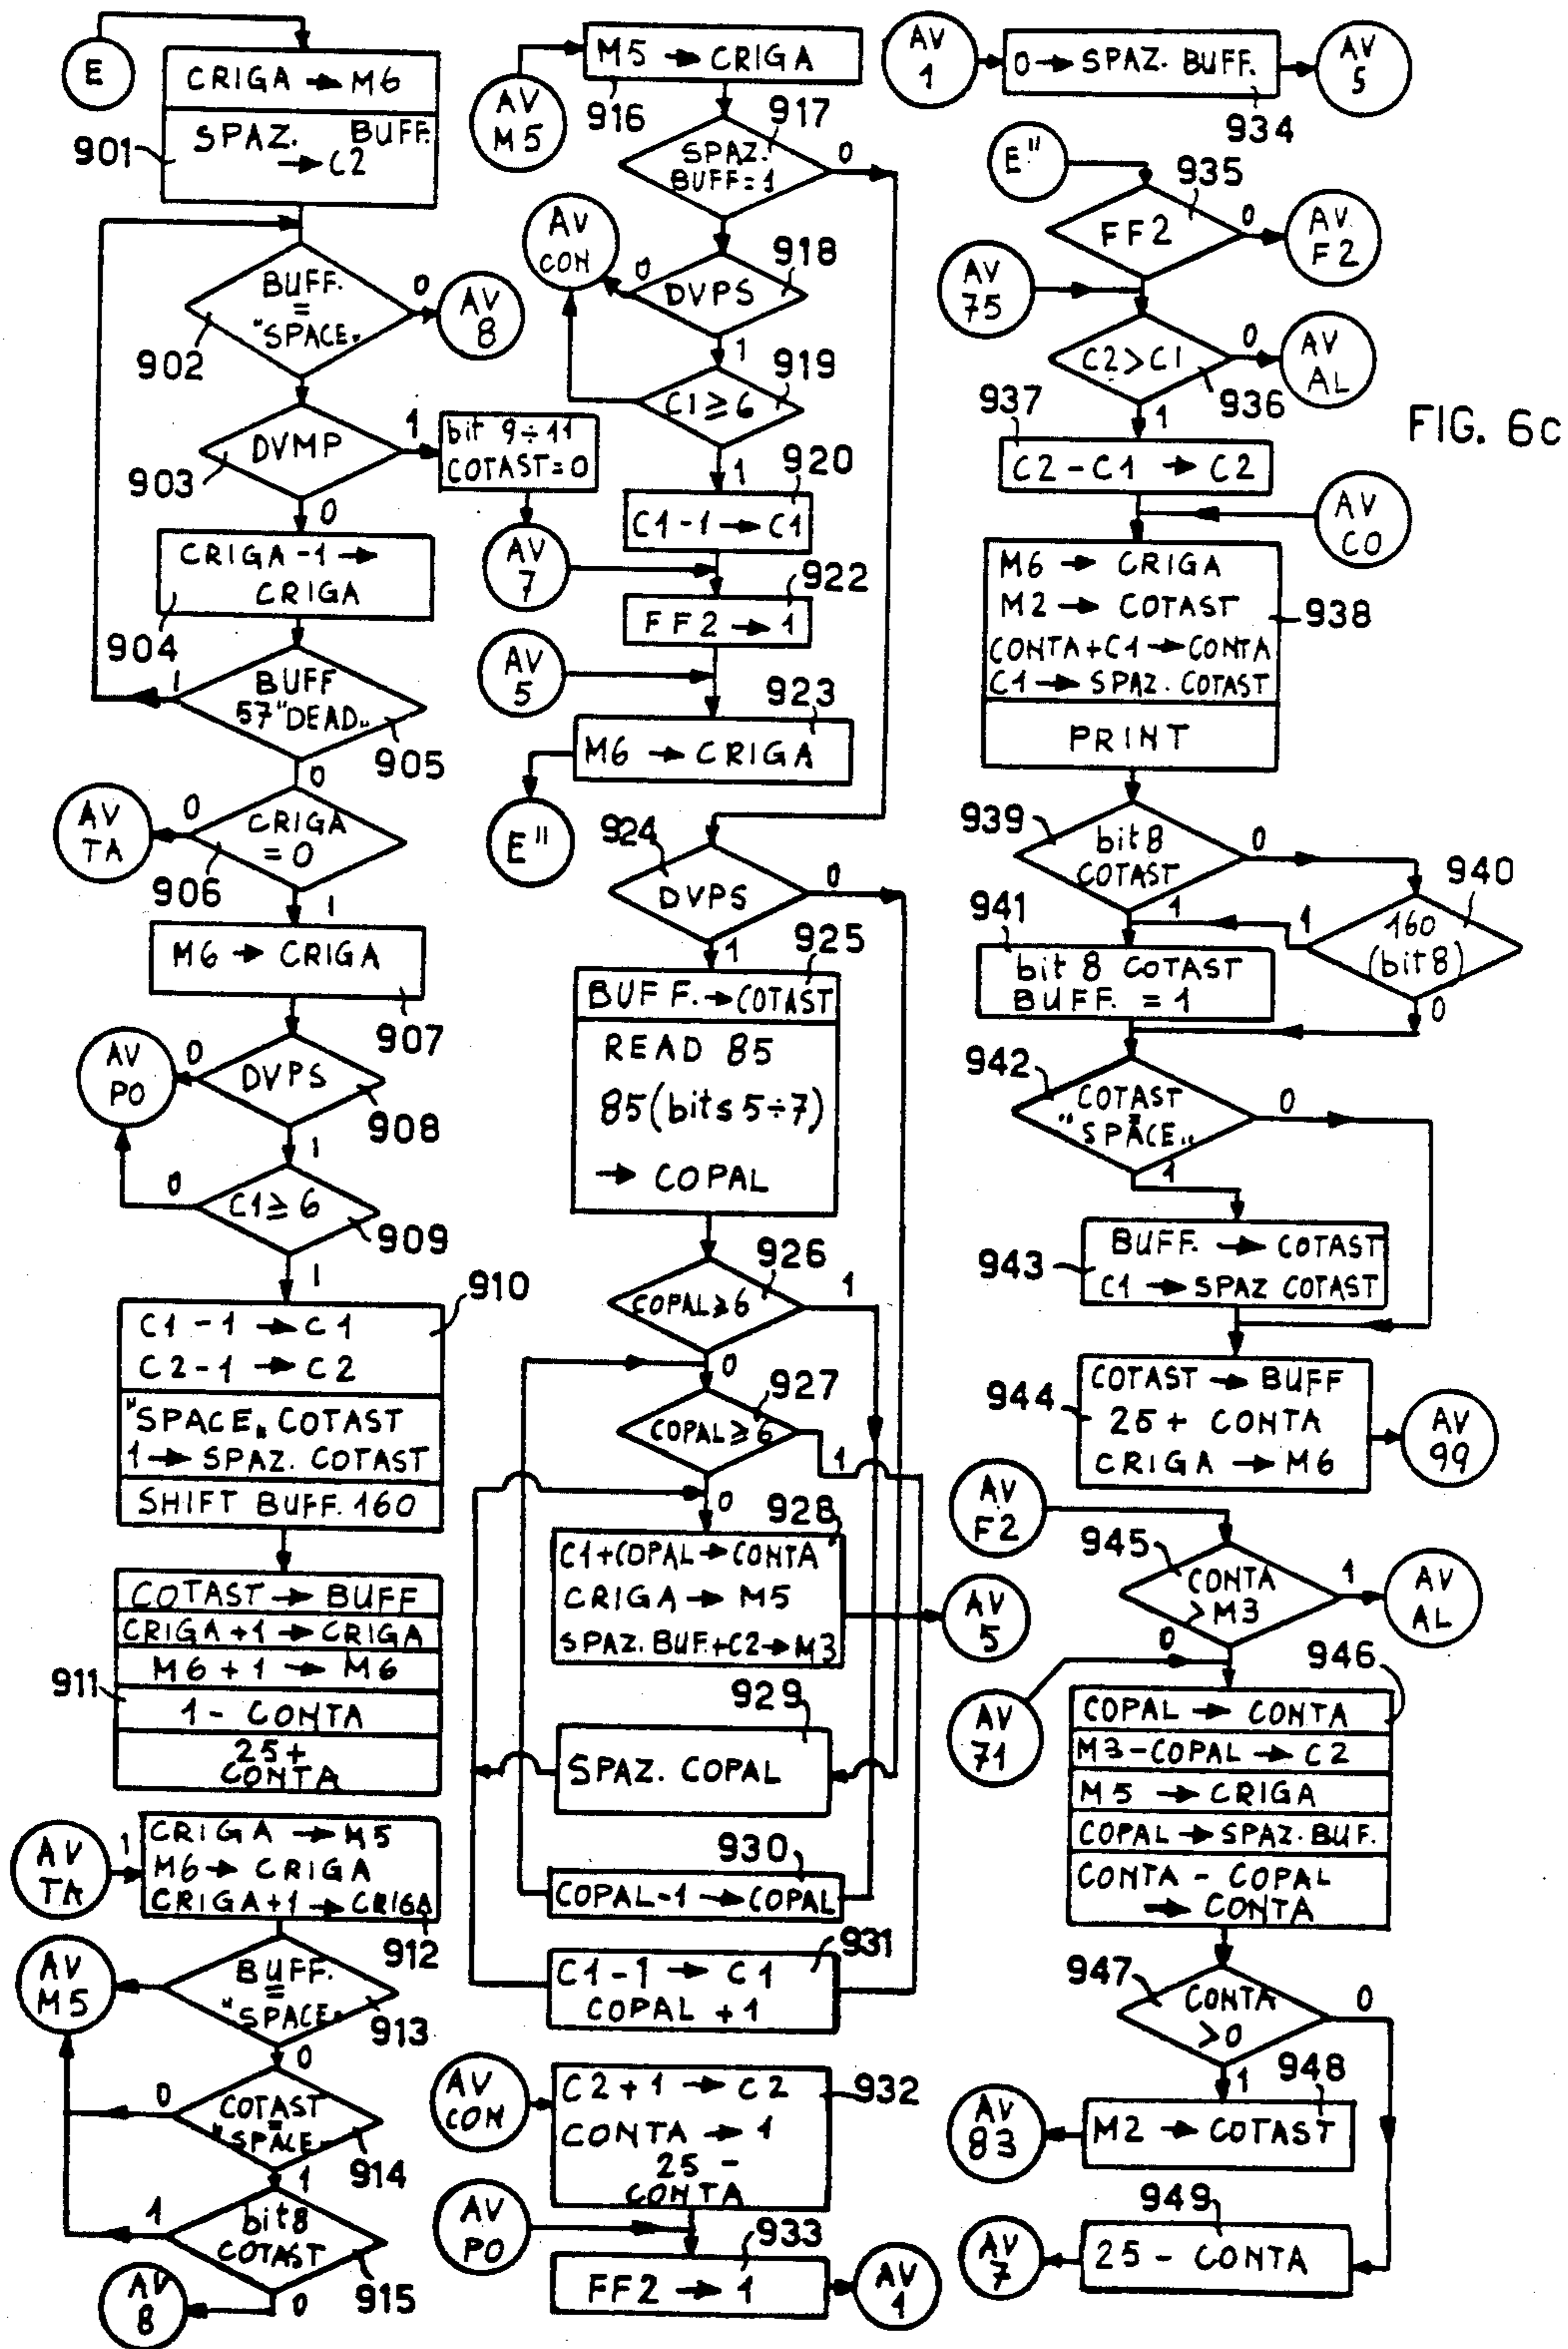 E
CRIGA → M6
SPAZ. BUFF.
→ C2
901
BUFF.
=
"SPACE"
0
AV
8
902
DVMP
1
903
0
bit 9÷11
COTAST=0
AV
7
CRIGA -1 →
CRIGA
904
BUFF
57 "DEAD"
1
905
0
CRIGA
= 0
0
AV
TA
906
1
M6 → CRIGA
907
DVPS
0
AV
PO
908
1
C1≥6
0
909
1
910
C1 -1 → C1
C2-1 → C2
"SPACE" COTAST
1 → SPAZ. COTAST
SHIFT BUFF. 160
COTAST → BUFF
CRIGA+1 → CRIGA
M6 + 1 → M6
911
1 - CONTA
25+
CONTA
AV
TA
1
CRIGA → M5
M6 → CRIGA
CRIGA+1 → CRIGA
912
AV
M5
BUFF.
=
"SPACE"
913
0
COTAST
=
"SPACE"
0
914
1
bit8
COTAST
1
915
0
AV
8
AV
M5
M5 → CRIGA
916
917
SPAZ.
BUFF=1
0
AV
CON
918
DVPS
0
1
919
C1≥6
1
920
C1-1 → C1
922
FF2 → 1
AV
5
923
M6 → CRIGA
E"
924
DVPS
0
1
925
BUFF. → COTAST
READ 85
85(bits 5÷7)
→ COPAL
926
COPAL≥6
1
0
927
COPAL≥6
1
0
928
C1+COPAL → CONTA
CRIGA → M5
SPAZ. BUF.+C2 → M3
AV
5
929
SPAZ. COPAL
930
COPAL-1 → COPAL
931
C1-1 → C1
COPAL +1
AV
CON
C2+1 → C2
CONTA → 1
25 -
CONTA
932
AV
PO
933
FF2 → 1
AV
1
AV
1
0 → SPAZ. BUFF.
934
AV
5
E"
935
FF2
0
AV
F2
AV
75
C2>C1
0
AV
AL
936
1
937
C2-C1 → C2
FIG. 6c
AV
CO
M6 → CRIGA
M2 → COTAST
CONTA+C1 → CONTA
C1 → SPAZ. COTAST
938
PRINT
939
bit8
COTAST
0
1
940
160
(bit8)
1
0
941
bit 8 COTAST
BUFF. = 1
942
COTAST
=
"SPACE"
0
1
943
BUFF. → COTAST
C1 → SPAZ COTAST
944
COTAST → BUFF
25 + CONTA
CRIGA → M6
AV
99
AV
F2
945
CONTA
>M3
1
AV
AL
0
AV
71
946
COPAL → CONTA
M3-COPAL → C2
M5 → CRIGA
COPAL → SPAZ. BUF.
CONTA - COPAL
→ CONTA
947
CONTA
>0
0
1
948
M2 → COTAST
AV
83
949
25 - CONTA
AV
7